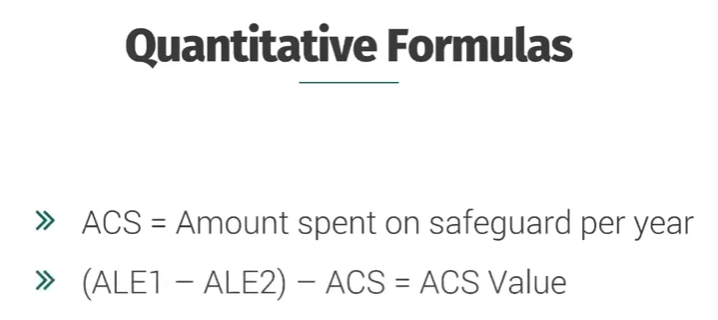 Quantitative Formulas
ACS = Amount spent on safeguard per year
(ALE1 – ALE2) – ACS = ACS Value